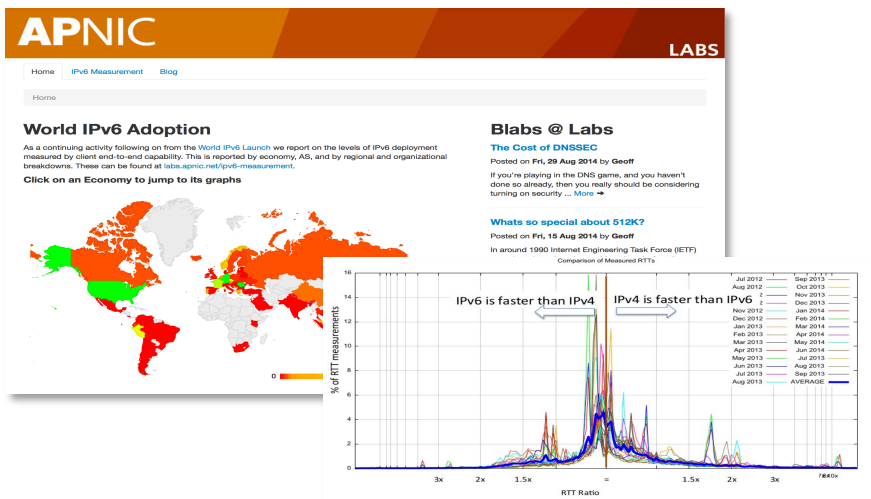 APNIC
LABS
Home IPv6 Measurement Blog
Home
World IPv6 Adoption
As a continuing activity following on from the World IPv6 Launch we report on the levels of IPv6 deployment
measured by client end-to-end capability. This is reported by economy, AS, and by regional and organizational
breakdowns. These can be found at labs.apnic.net/ipv6-measurement.
Click on an Economy to jump to its graphs
0
Blabs @ Labs
The Cost of DNSSEC
Posted on Fri, 29 Aug 2014 by Geoff
If you're playing in the DNS game, and you haven't
done so already, then you really should be considering
turning on security ... More ➔
Whats so special about 512K?
Posted on Fri, 15 Aug 2014 by Geoff
In around 1990 Internet Engineering Task Force (IETF)
Comparison of Measured RTTs
% of RTT measurements
16
14
12
10
8
6
4
2
0
IPv6 is faster than IPv4
IPv4 is faster than IPv6
Jul 2012 Sep 2013
Aug 2012 Oct 2013
2 Nov 2013
2 Dec 2013
Nov 2012 Jan 2014
Dec 2012 Feb 2014
Jan 2013 Mar 2014
Feb 2013 Apr 2014
Mar 2013 May 2014
Apr 2013 Jun 2014
May 2013 Jul 2013
Jun 2013 Aug 2013
Jul 2013 Sep 2013
Aug 2013 AVERAGE
3x 2x 1.5x = 1.5x 2x 3x
RTT Ratio